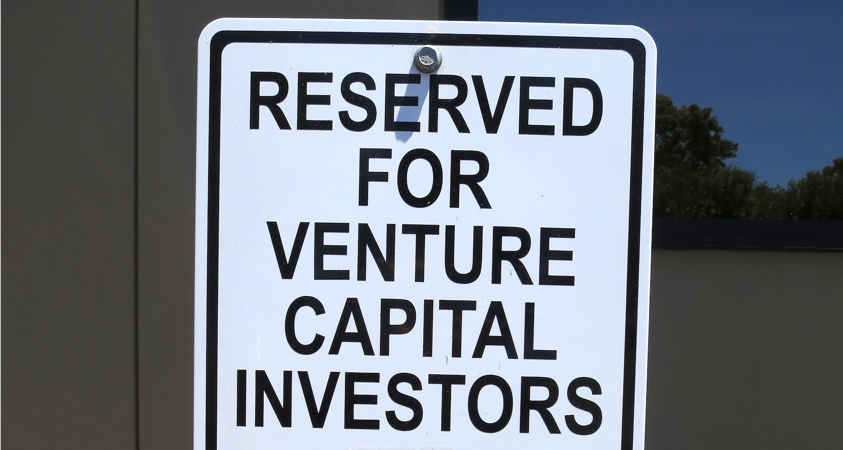 RESERVED
FOR
VENTURE
CAPITAL
INVESTORS